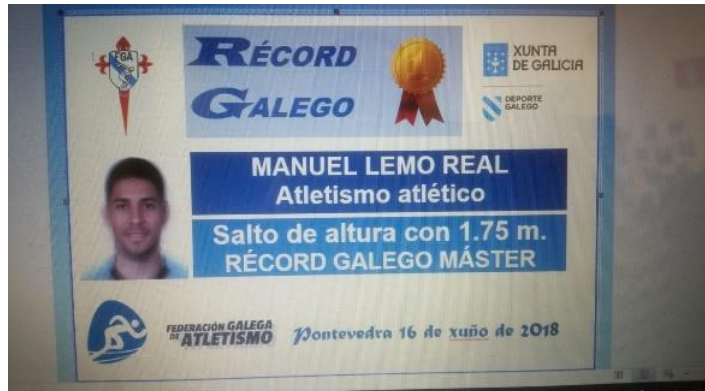 FGA
RÉCORD
GALEGO
XUNTA
DE GALICIA
DEPORTE
GALEGO
MANUEL LEMO REAL
Atletismo atlético
Salto de altura con 1.75 m.
RÉCORD GALEGO MÁSTER
FEDERACIÓN GALEGA
DE ATLETISMO
Pontevedra 16 de xuño de 2018